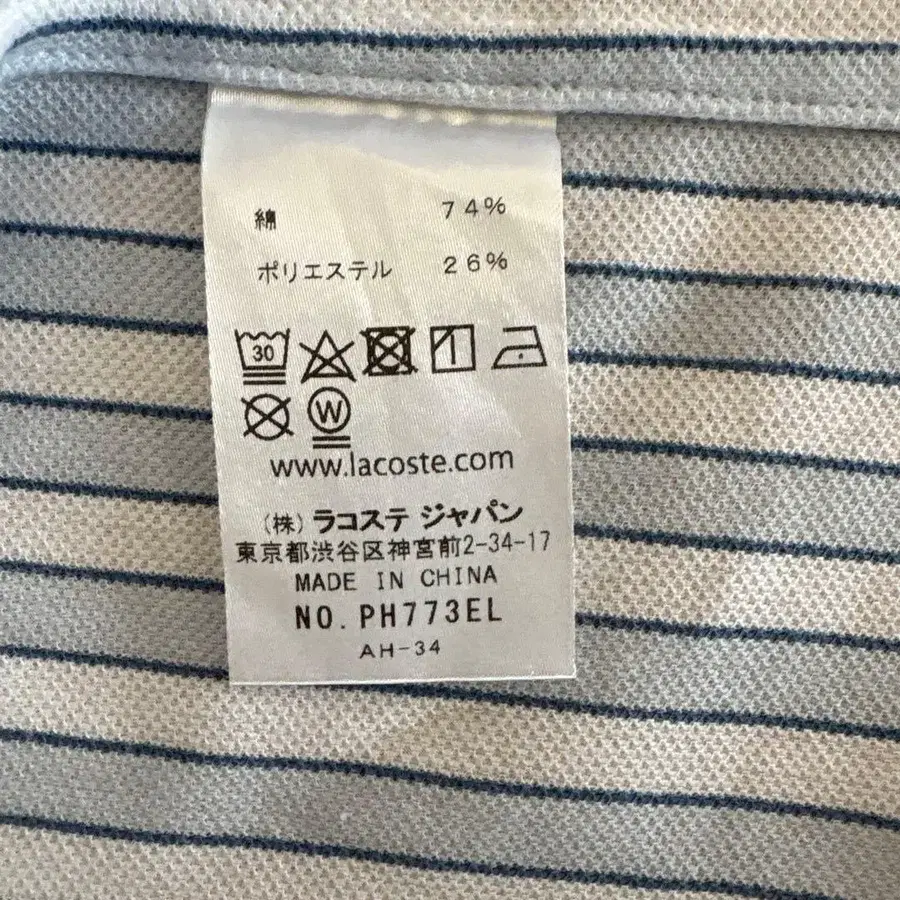 綿 74%
ポリエステル 26%
30
W
www.lacoste.com
(株) ラコステ ジャパン
東京都渋谷区神宮前2-34-17
MADE IN CHINA
NO. PH773EL
AH-34